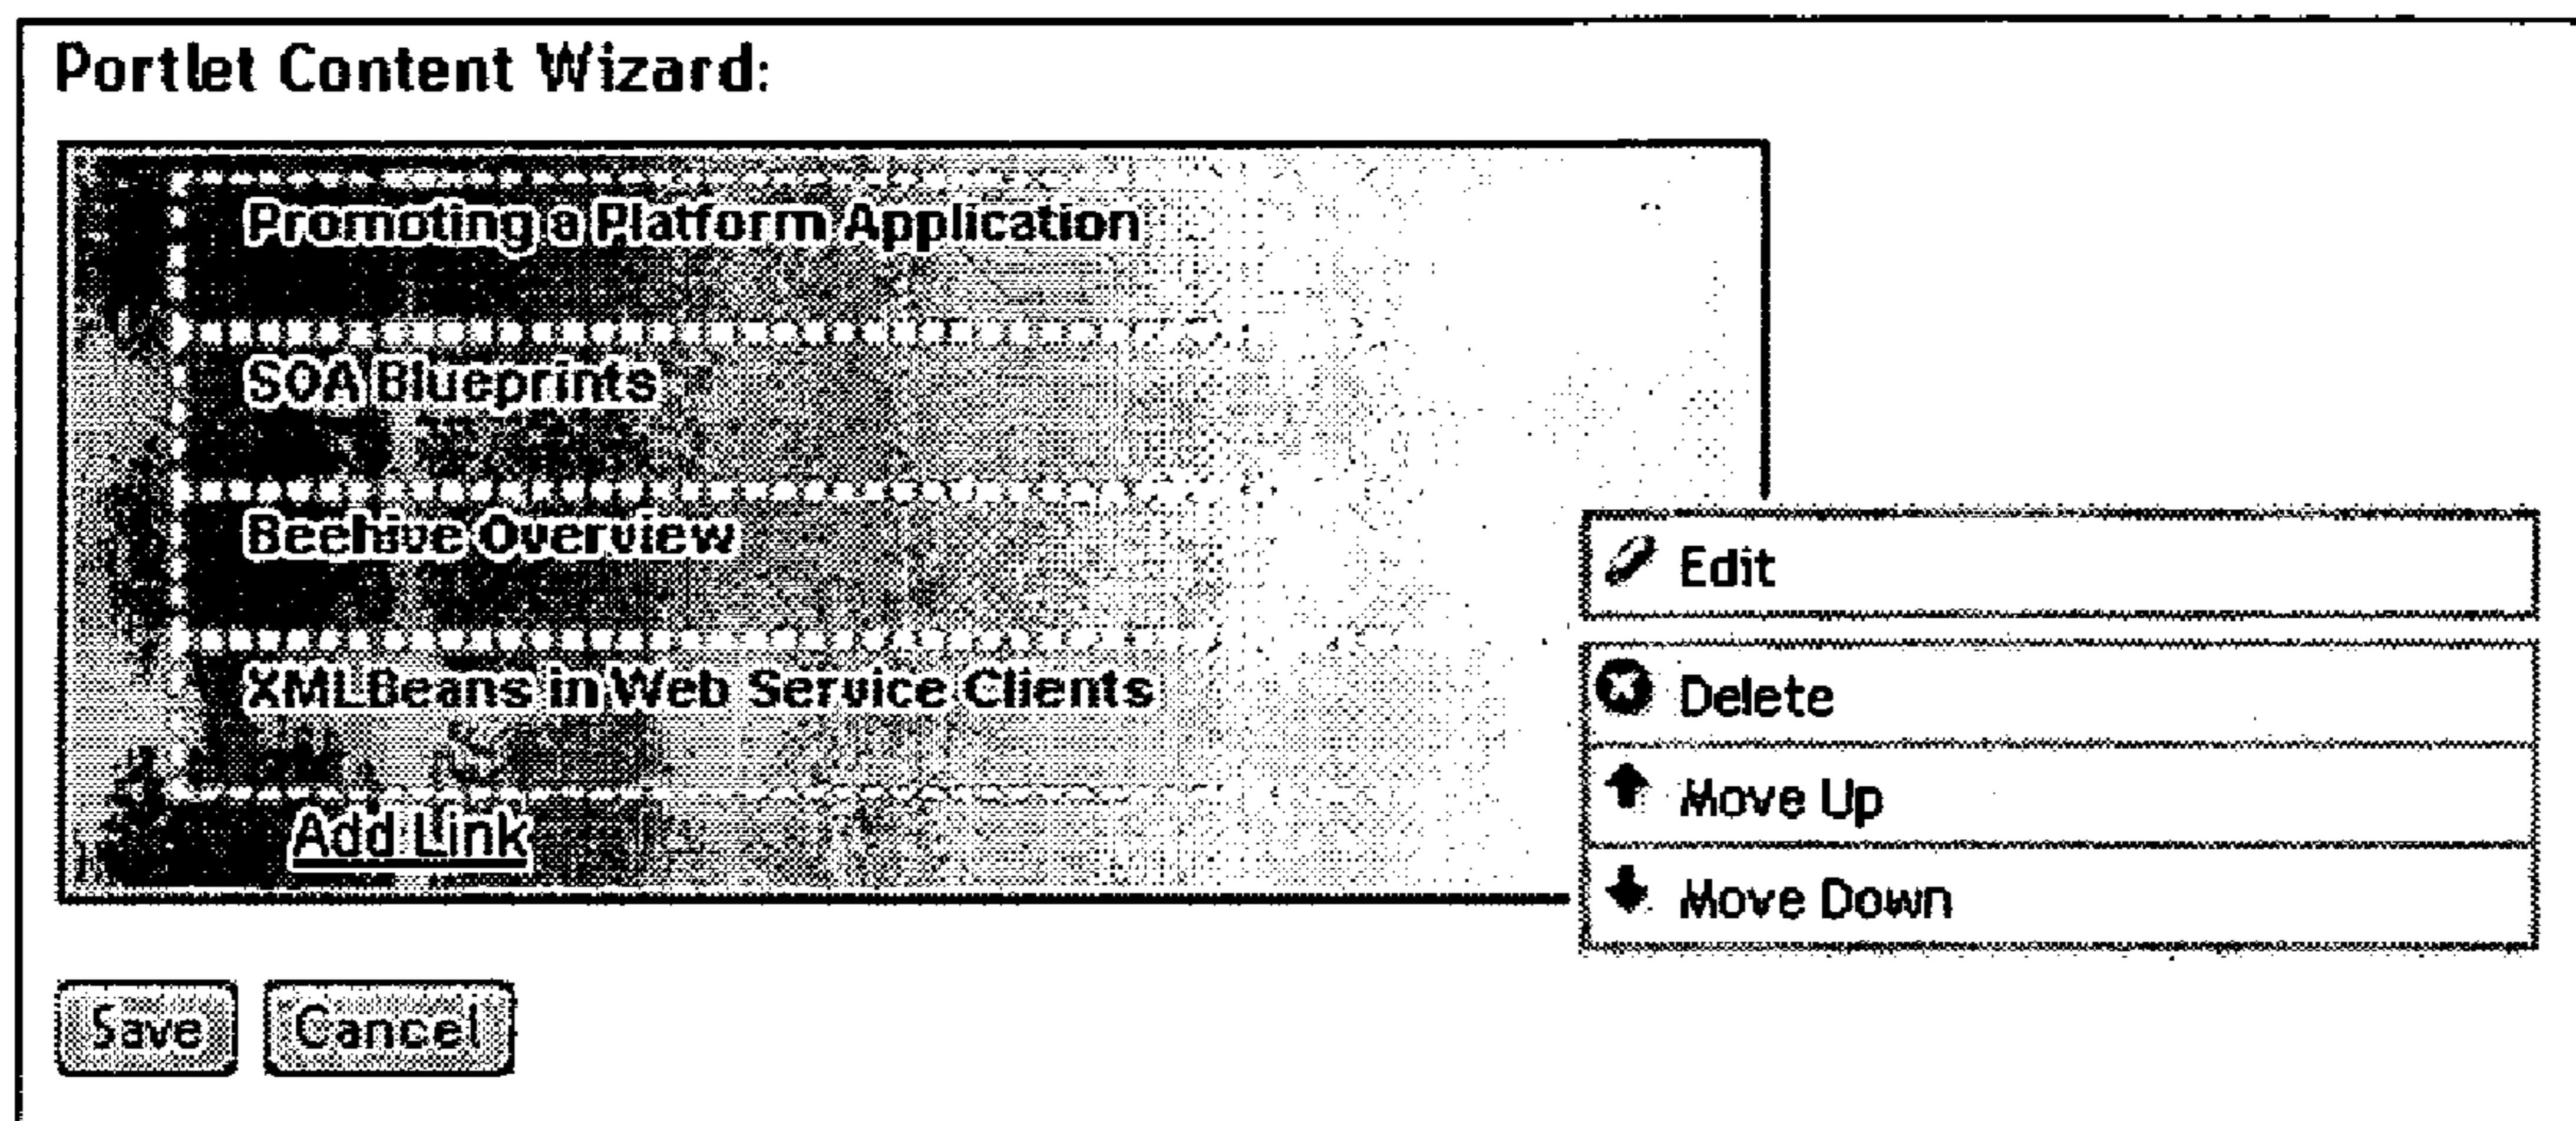 Portlet Content Wizard:
Promoting a Platform Application
SOA Blueprints
Beehive Overview
XMLBeans in Web Service Clients
Add Link
Edit
Delete
Move Up
Move Down
Save
Cancel